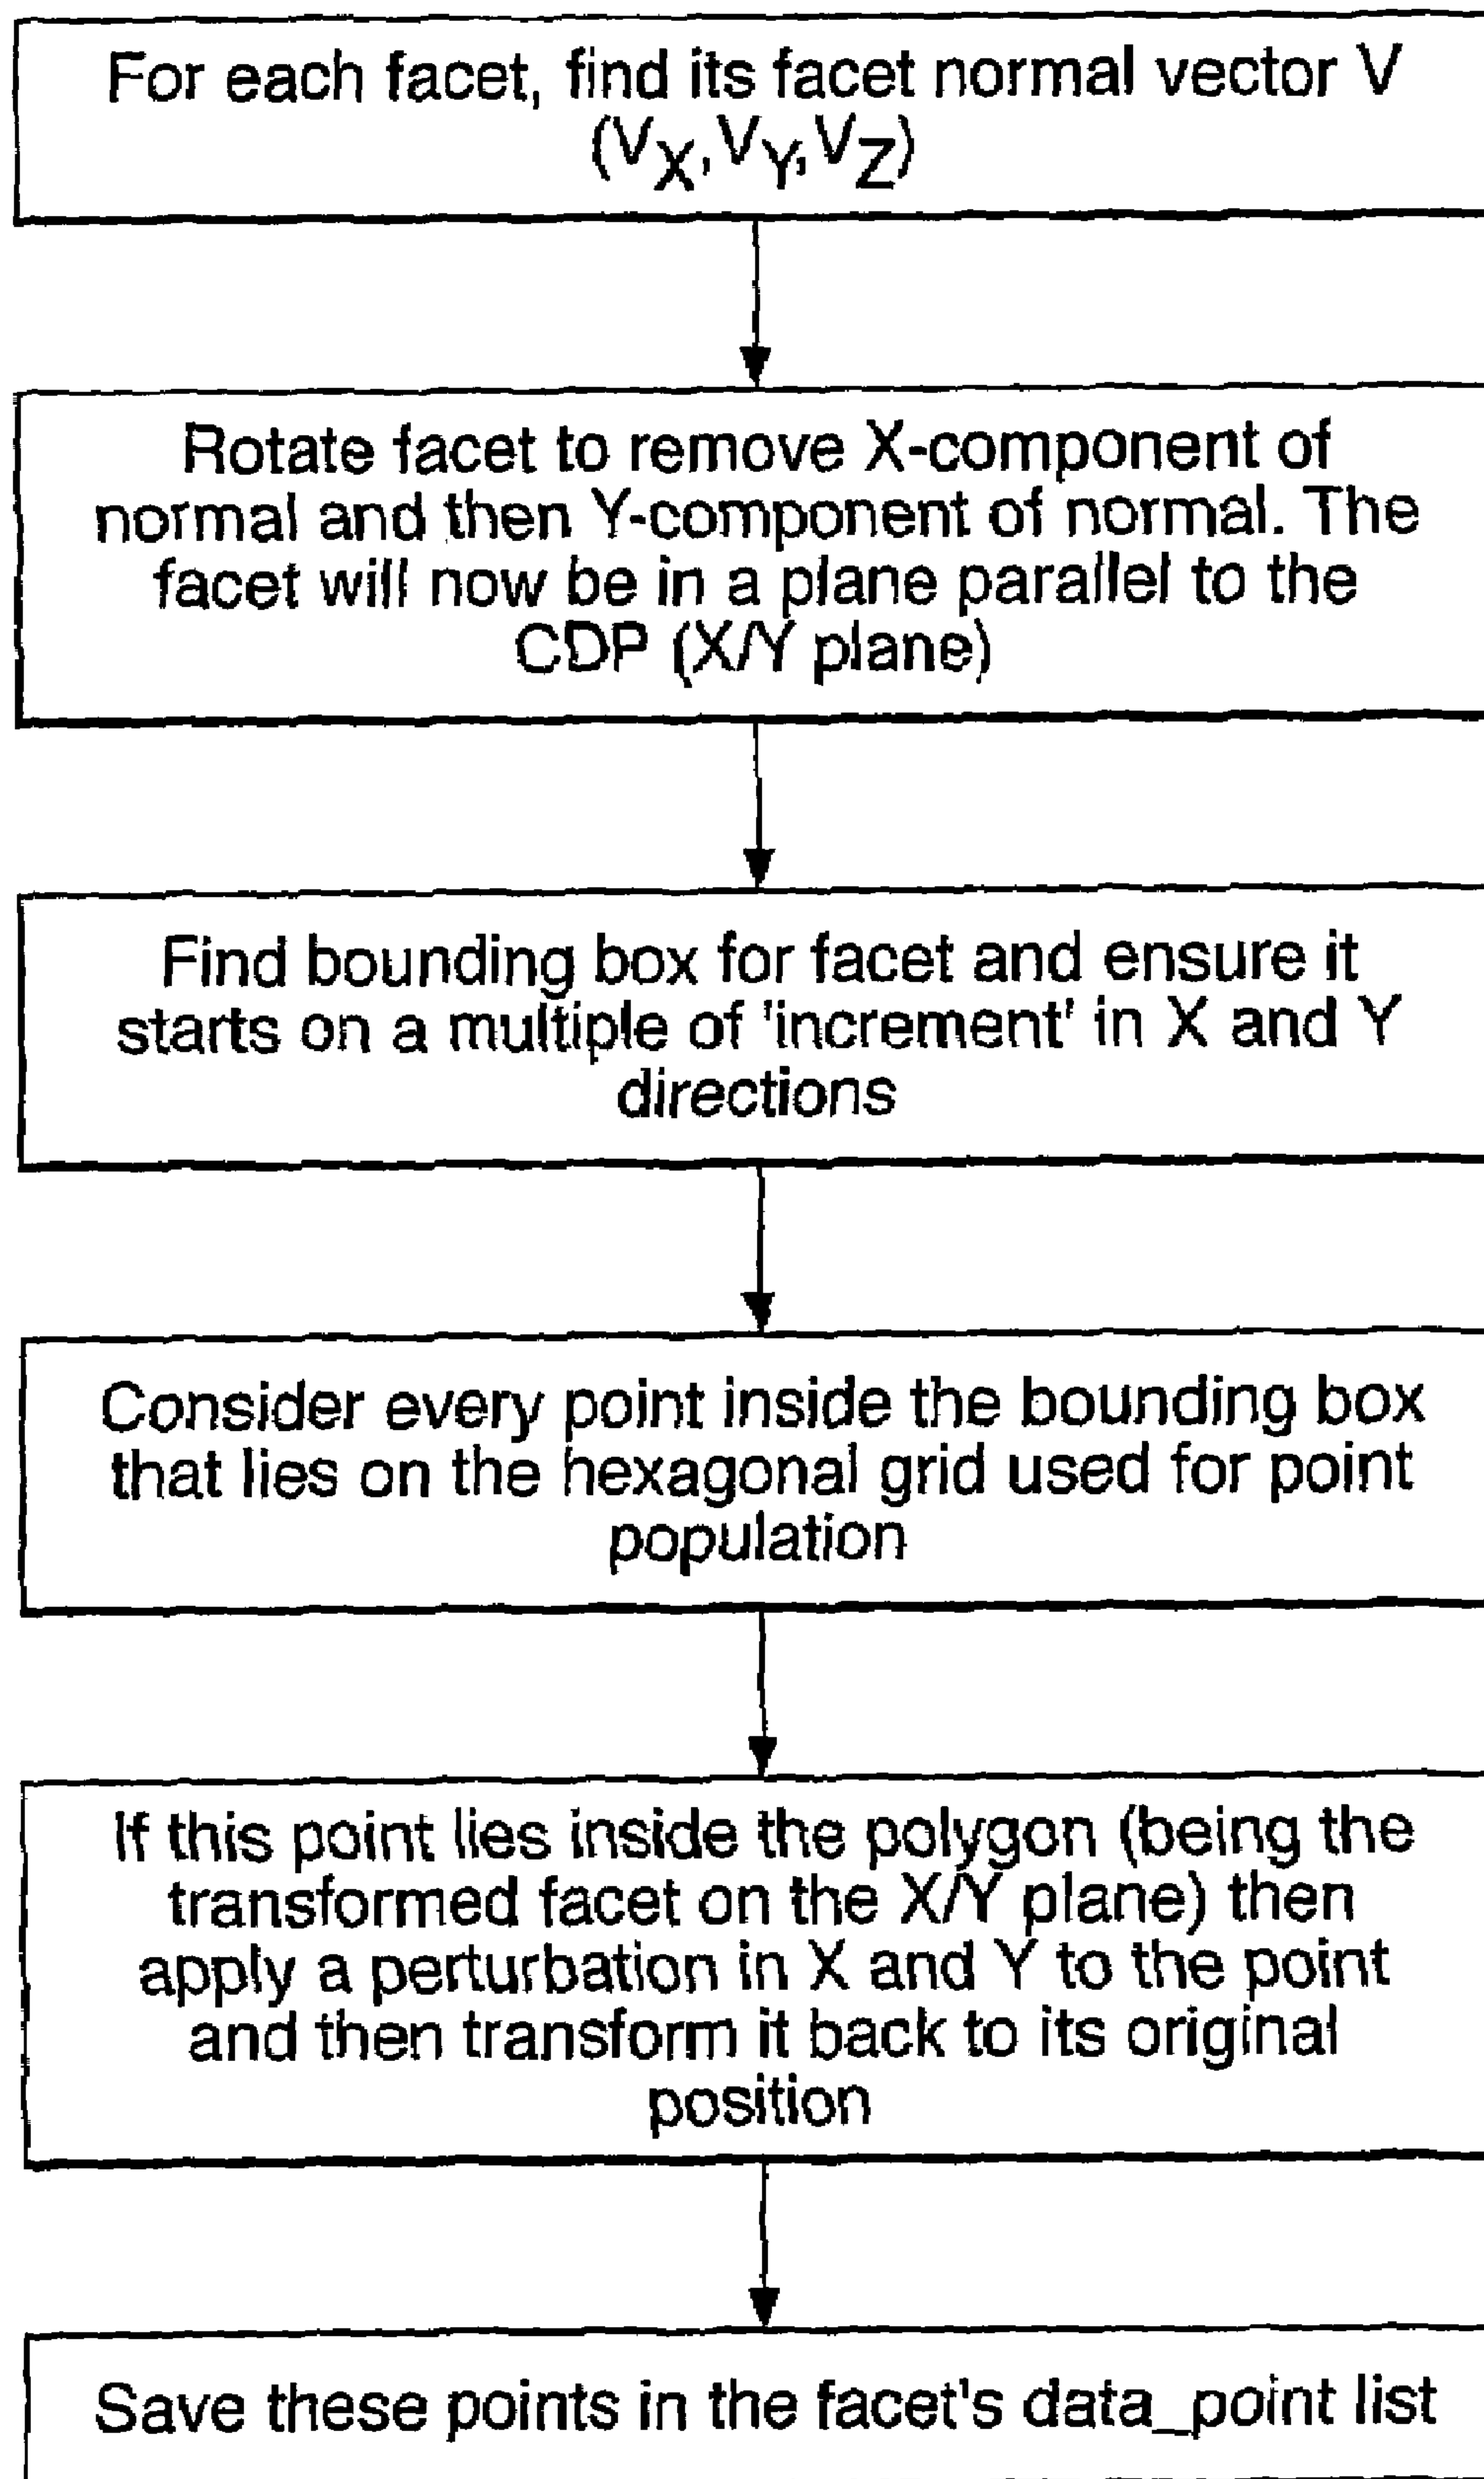 For each facet, find its facet normal vector V
(VX,VY,VZ)
Rotate facet to remove X-component of
normal and then Y-component of normal. The
facet will now be in a plane parallel to the
CDP (X/Y plane)
Find bounding box for facet and ensure it
starts on a multiple of 'increment' in X and Y
directions
Consider every point inside the bounding box
that lies on the hexagonal grid used for point
population
If this point lies inside the polygon (being the
transformed facet on the X/Y plane) then
apply a perturbation in X and Y to the point
and then transform it back to its original
position
Save these points in the facet's data_point list